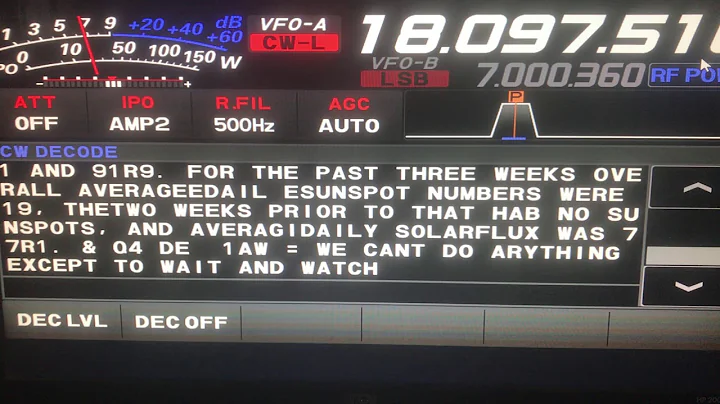 1 3 5 7 9 +20 +40 +60 dB
PO 0 10 50 100 150 W
- +
VFO-A
CW-L
18.097.51
VFO-B
LSB
7.000.360
ATT
OFF
IPO
AMP2
R.FIL
500Hz
AGC
AUTO
P
CW DECODE
1 AND 91R9. FOR THE PAST THREE WEEKS OVE
RALL AVERAGEEDAIL ESUNSPOT NUMBERS WERE
19, THETWO WEEKS PRIOR TO THAT HAB NO SU
NSPOTS, AND AVERAGIDAILY SOLARFLUX WAS 7
7R1. & Q4 DE 1AW = WE CANT DO ARYTHING
EXCEPT TO WAIT AND WATCH
DEC LVL
DEC OFF